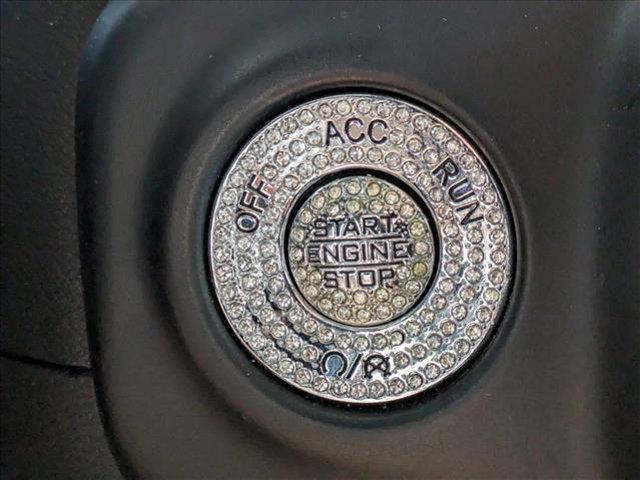 OFF
ACC
RUN
START
ENGINE
STOP